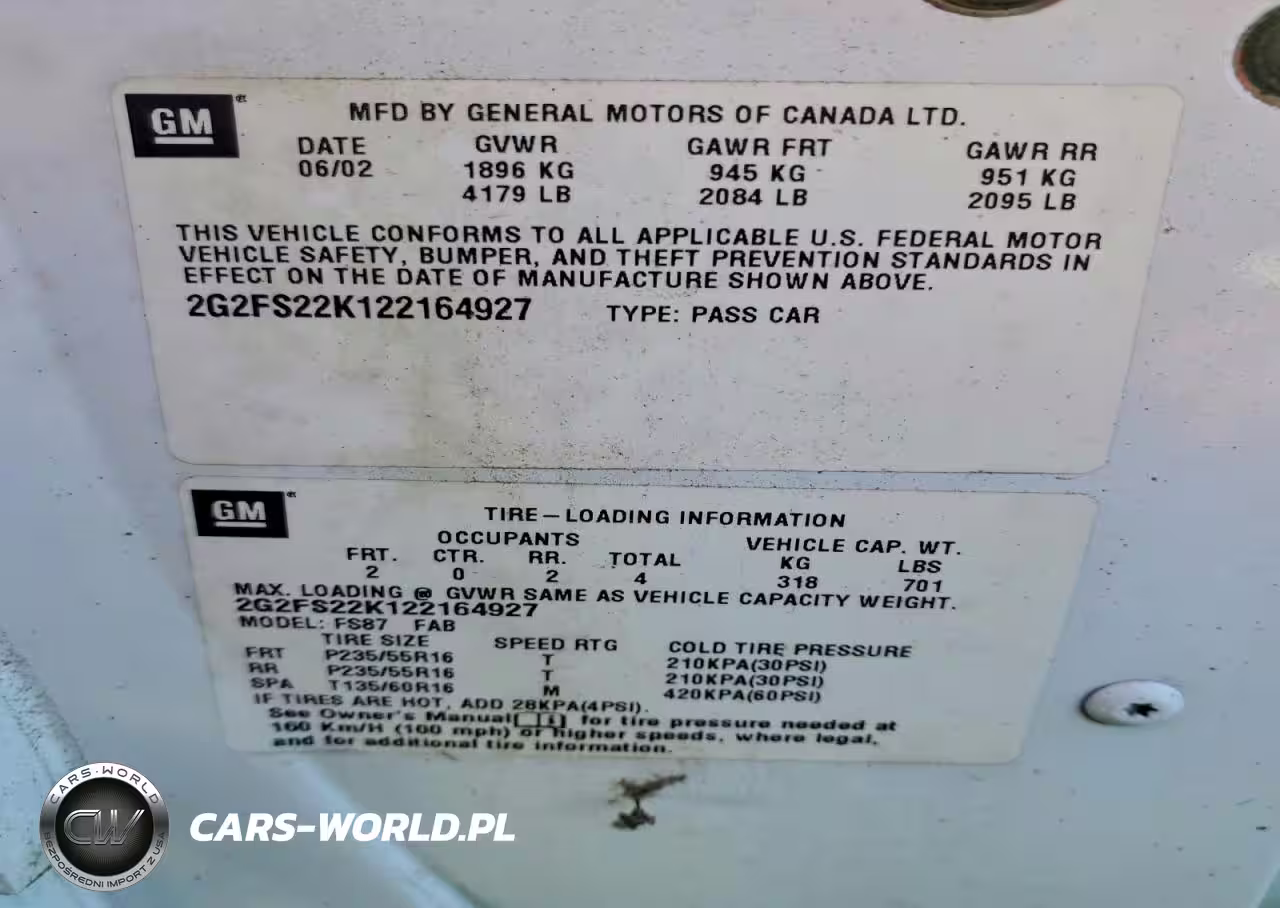 GM®
MFD BY GENERAL MOTORS OF CANADA LTD.
DATE GVWR GAWR FRT GAWR RR
06/02 1896 KG 945 KG 951 KG
4179 LB 2084 LB 2095 LB
THIS VEHICLE CONFORMS TO ALL APPLICABLE U.S. FEDERAL MOTOR
VEHICLE SAFETY, BUMPER, AND THEFT PREVENTION STANDARDS IN
EFFECT ON THE DATE OF MANUFACTURE SHOWN ABOVE.
2G2FS22K122164927 TYPE: PASS CAR
GM®
TIRE-LOADING INFORMATION
OCCUPANTS VEHICLE CAP. WT.
FRT. CTR. RR. TOTAL KG LBS
2 0 2 4 318 701
MAX. LOADING @ GVWR SAME AS VEHICLE CAPACITY WEIGHT.
2G2FS22K122164927
MODEL: FS87 FAB
TIRE SIZE SPEED RTG COLD TIRE PRESSURE
FRT P235/55R16 T 210KPA(30PSI)
RR P235/55R16 T 210KPA(30PSI)
SPA T135/60R16 M 420KPA(60PSI)
IF TIRES ARE HOT, ADD 28KPA(4PSI).
See Owner's Manual for tire pressure needed at
160 Km/H (100 mph) or higher speeds, where legal,
and for additional tire information.
CARS-WORLD
CW
BEZPOŚREDNI IMPORT Z USA
CARS-WORLD.PL